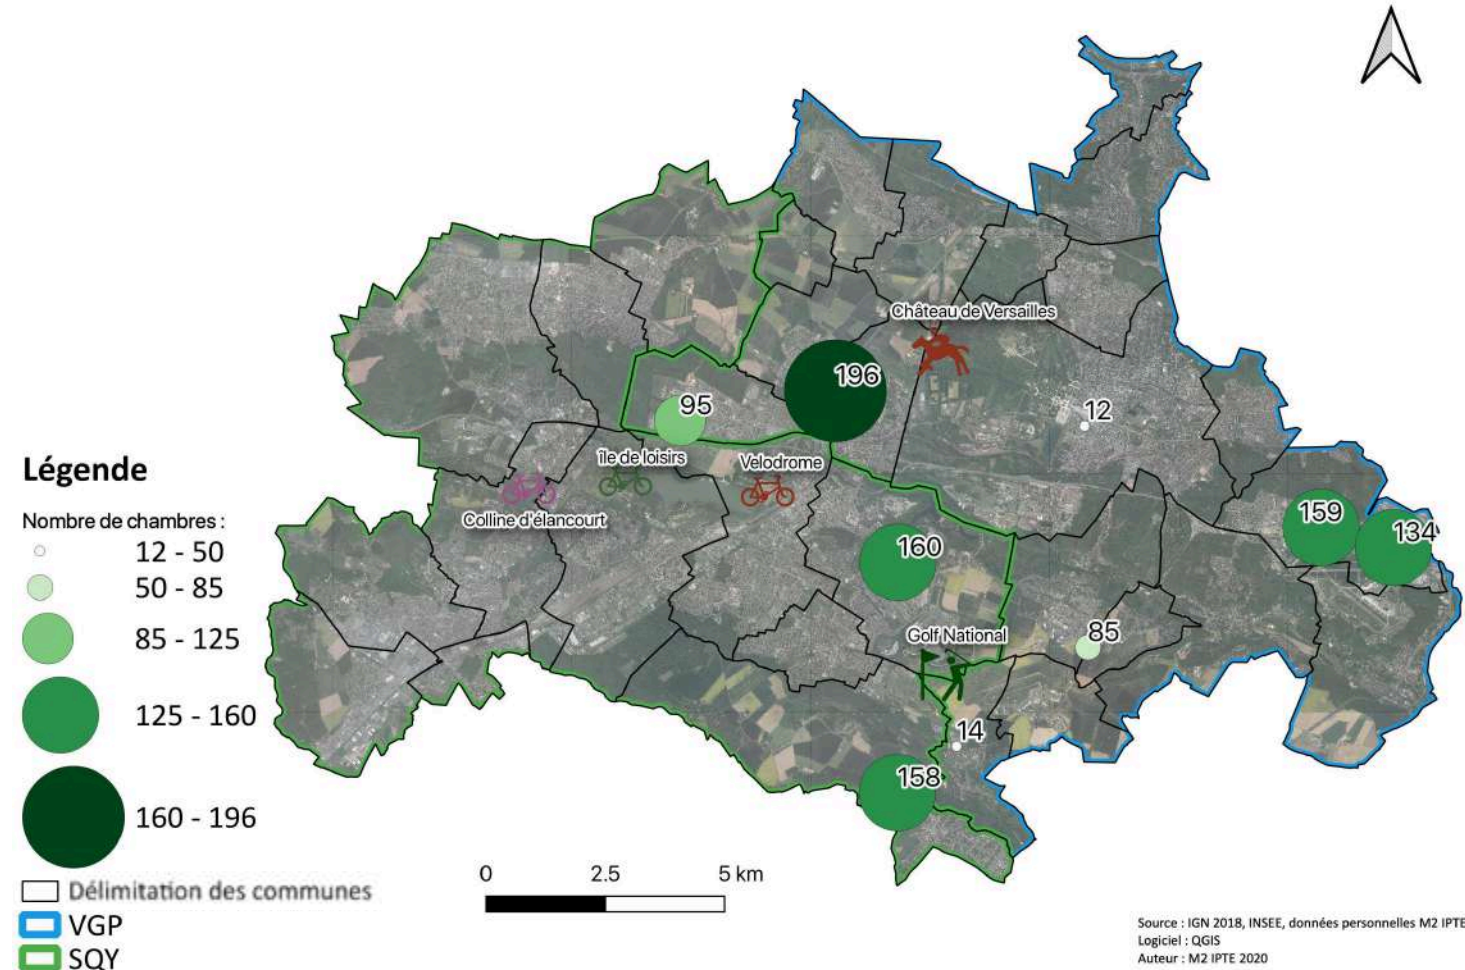 Château de Versailles
196
95
12
île de loisirs
Velodrome
Colline d'élancourt
159
134
160
Golf National
85
14
158
Légende
Nombre de chambres :
12 - 50
50 - 85
85 - 125
125 - 160
160 - 196
Délimitation des communes
VGP
SQY
0 2.5 5 km
Source : IGN 2018, INSEE, données personnelles M2 IPTE
Logiciel : QGIS
Auteur : M2 IPTE 2020